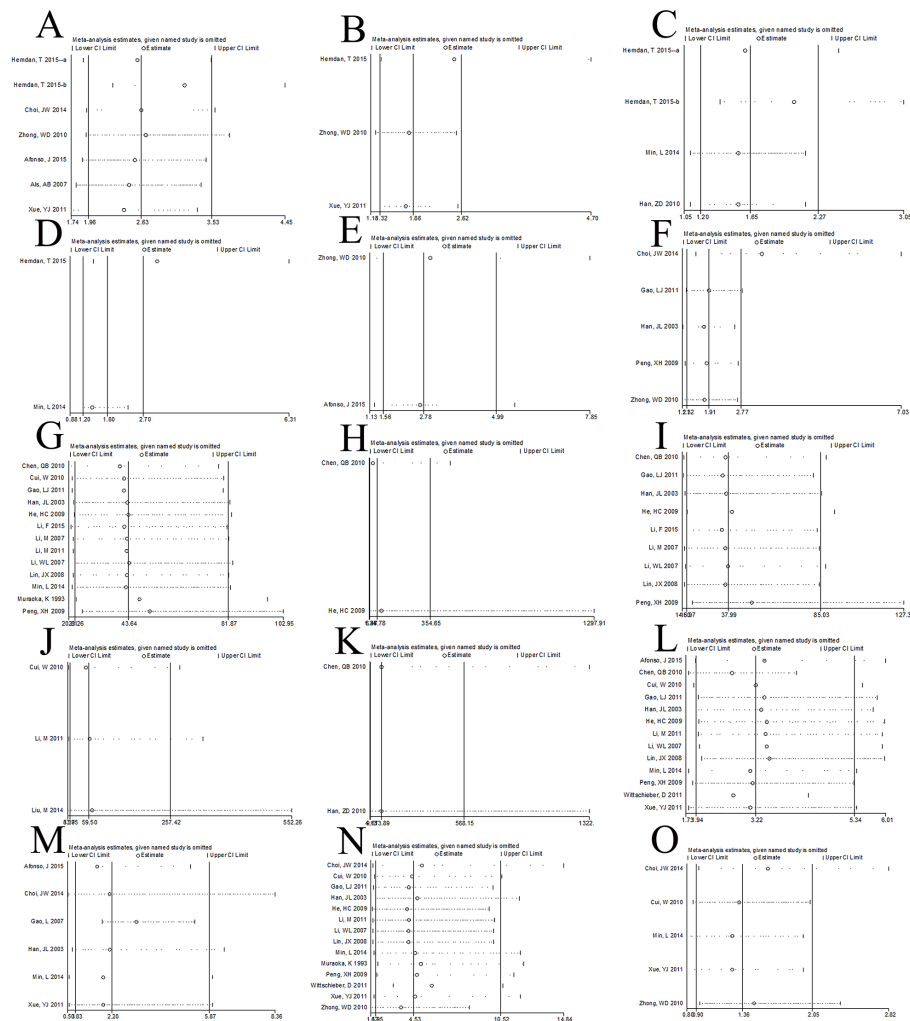 A
Meta-analysis estimates, given named study is omitted
Lower CI Limit Estimate Upper CI Limit
Hemdan, T 2015--a
Hemdan, T 2015-b
Choi, JW 2014
Zhong, WD 2010
Afonso, J 2015
Als, AB 2007
Xue, YJ 2011
1.74 1.96 2.63 3.53 4.45
B
Meta-analysis estimates, given named study is omitted
Lower CI Limit Estimate Upper CI Limit
Hemdan, T 2015
Zhong, WD 2010
Xue, YJ 2011
1.18 1.32 1.86 2.62 4.70
C
Meta-analysis estimates, given named study is omitted
Lower CI Limit Estimate Upper CI Limit
Hemdan, T 2015--a
Hemdan, T 2015-b
Min, L 2014
Han, ZD 2010
1.05 1.20 1.65 2.27 3.05
D
Meta-analysis estimates, given named study is omitted
Lower CI Limit Estimate Upper CI Limit
Hemdan, T 2015
Min, L 2014
0.88 1.20 1.80 2.70 6.31
E
Meta-analysis estimates, given named study is omitted
Lower CI Limit Estimate Upper CI Limit
Zhong, WD 2010
Afonso, J 2015
1.13 1.56 2.78 4.99 7.85
F
Meta-analysis estimates, given named study is omitted
Lower CI Limit Estimate Upper CI Limit
Choi, JW 2014
Gao, LJ 2011
Han, JL 2003
Peng, XH 2009
Zhong, WD 2010
1.91 2.77 7.03
G
Meta-analysis estimates, given named study is omitted
Lower CI Limit Estimate Upper CI Limit
Chen, QB 2010
Cui, W 2010
Gao, LJ 2011
Han, JL 2003
He, HC 2009
Li, F 2015
Li, M 2007
Li, M 2011
Li, WL 2007
Lin, JX 2008
Min, L 2014
Muraoka, K 1993
Peng, XH 2009
43.64 81.87 102.95
H
Meta-analysis estimates, given named study is omitted
Lower CI Limit Estimate Upper CI Limit
Chen, QB 2010
He, HC 2009
354.65 1297.91
I
Meta-analysis estimates, given named study is omitted
Lower CI Limit Estimate Upper CI Limit
Chen, QB 2010
Gao, LJ 2011
Han, JL 2003
He, HC 2009
Li, F 2015
Li, M 2007
Li, WL 2007
Lin, JX 2008
Peng, XH 2009
37.99 85.03
J
Meta-analysis estimates, given named study is omitted
Lower CI Limit Estimate Upper CI Limit
Cui, W 2010
Li, M 2011
Liu, M 2014
59.50 257.42 552.26
K
Meta-analysis estimates, given named study is omitted
Lower CI Limit Estimate Upper CI Limit
Chen, QB 2010
Han, ZD 2010
568.15
L
Meta-analysis estimates, given named study is omitted
Lower CI Limit Estimate Upper CI Limit
Afonso, J 2015
Chen, QB 2010
Cui, W 2010
Gao, LJ 2011
Han, JL 2003
He, HC 2009
Li, M 2011
Li, WL 2007
Lin, JX 2008
Min, L 2014
Peng, XH 2009
Wittschieber, D 2011
Xue, YJ 2011
3.22 5.34 6.01
M
Meta-analysis estimates, given named study is omitted
Lower CI Limit Estimate Upper CI Limit
Afonso, J 2015
Choi, JW 2014
Gao, L 2007
Han, JL 2003
Min, L 2014
Xue, YJ 2011
2.20 5.87 8.36
N
Meta-analysis estimates, given named study is omitted
Lower CI Limit Estimate Upper CI Limit
Choi, JW 2014
Cui, W 2010
Gao, LJ 2011
Han, JL 2003
He, HC 2009
Li, M 2011
Li, WL 2007
Lin, JX 2008
Min, L 2014
Muraoka, K 1993
Peng, XH 2009
Wittschieber, D 2011
Xue, YJ 2011
Zhong, WD 2010
4.53 10.52 14.84
O
Meta-analysis estimates, given named study is omitted
Lower CI Limit Estimate Upper CI Limit
Choi, JW 2014
Cui, W 2010
Min, L 2014
Xue, YJ 2011
Zhong, WD 2010
1.36 2.05 2.82